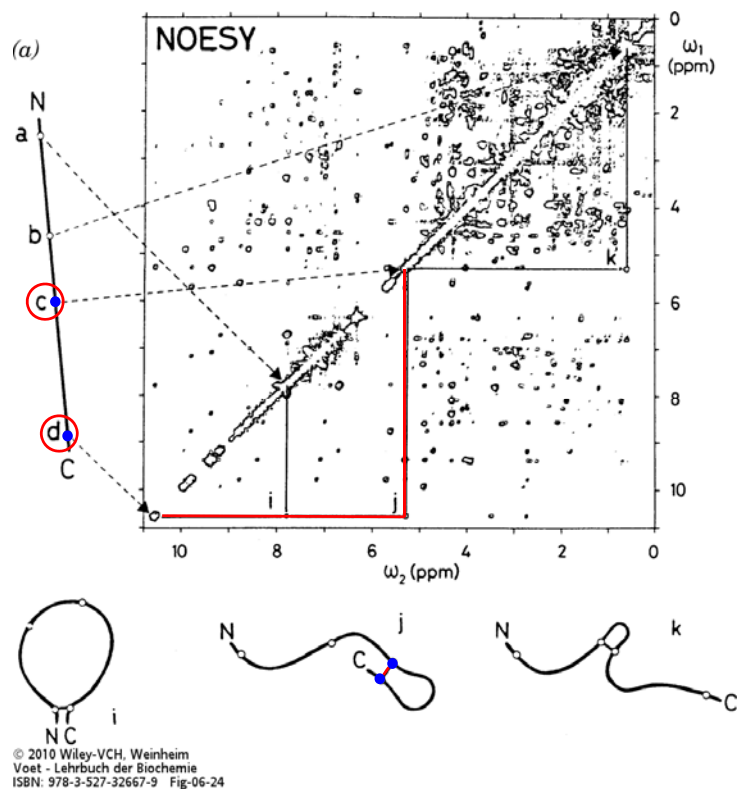 (a)
NOESY
0
ω₁
(ppm)
2
4
6
8
10
N
a
b
c
d
C
k
i
j
10
8
6
4
2
0
ω₂ (ppm)
N C
i
N
C
j
N
C
k
© 2010 Wiley-VCH, Weinheim
Voet - Lehrbuch der Biochemie
ISBN: 978-3-527-32667-9 Fig-06-24